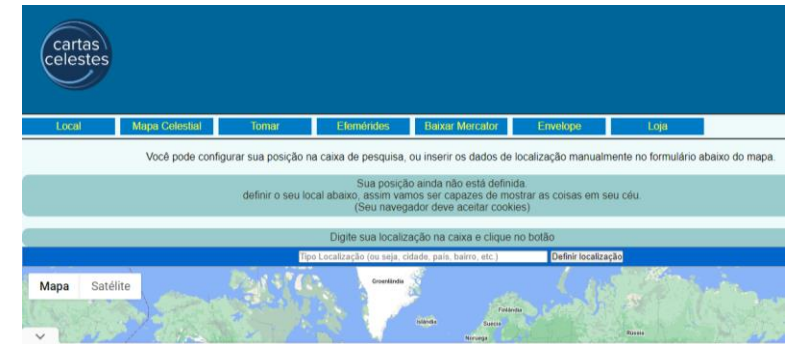 cartas
celestes
Local Mapa Celestial Tomar Efemérides Baixar Mercator Envelope Loja
Você pode configurar sua posição na caixa de pesquisa, ou inserir os dados de localização manualmente no formulário abaixo do mapa.
Sua posição ainda não está definida.
definir o seu local abaixo, assim vamos ser capazes de mostrar as coisas em seu céu.
(Seu navegador deve aceitar cookies)
Digite sua localização na caixa e clique no botão
Tipo Localização (ou seja, cidade, país, bairro, etc.) Definir localização
Mapa Satélite
Groenlândia
Islândia
Finlândia
Suécia
Noruega
Rússia